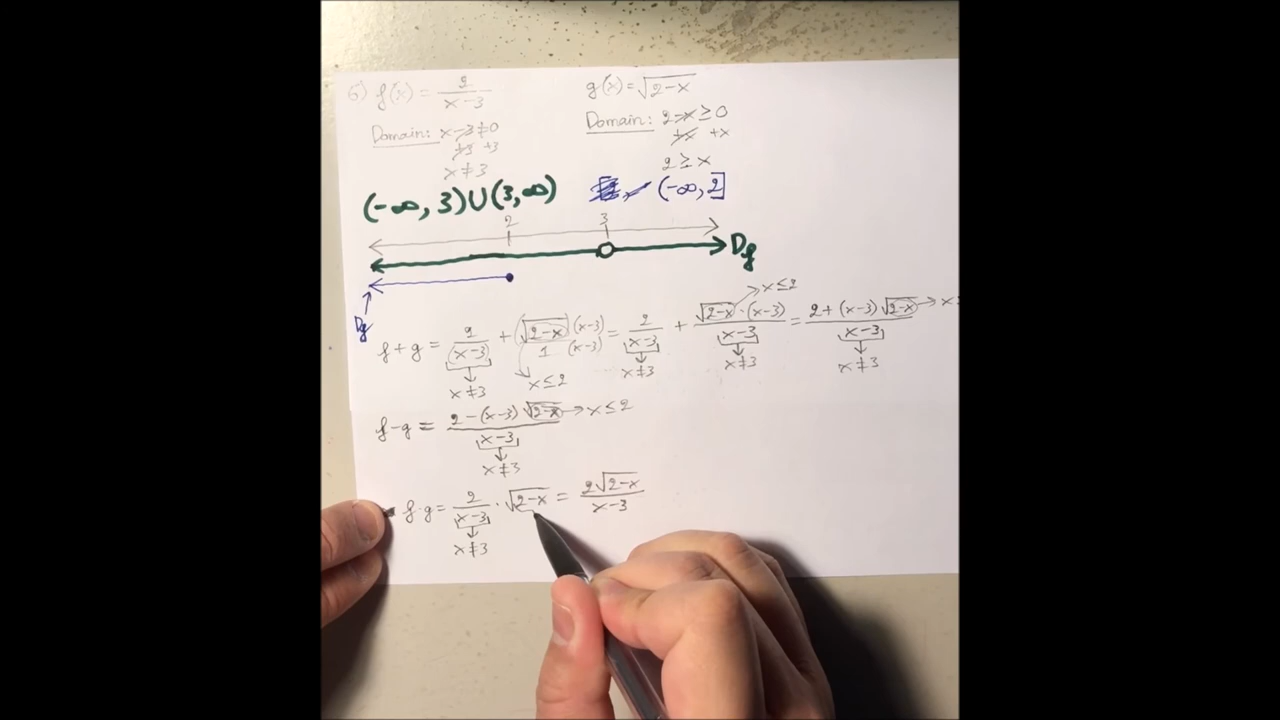 6) f(x) = 2/(x-3)    g(x) = √(2-x)
Domain: x-3≠0    Domain: 2-x≥0
+3 +3    +x +x
x≠3    2≥x
(-∞, 3)U(3,∞)    (-∞, 2]
2    3
Df
Dg
f+g = 2/(x-3) + √(2-x)/1 (x-3)/(x-3) = 2/(x-3) + √(2-x)·(x-3)/(x-3) = 2+(x-3)√(2-x)/(x-3) → x
x≤2
x≠3    x≤2    x≠3    x≠3    x≠3
f-g = 2-(x-3)√(2-x)/(x-3) → x≤2
x≠3
f·g = 2/(x-3) · √(2-x) = 2√(2-x)/(x-3)
x≠3